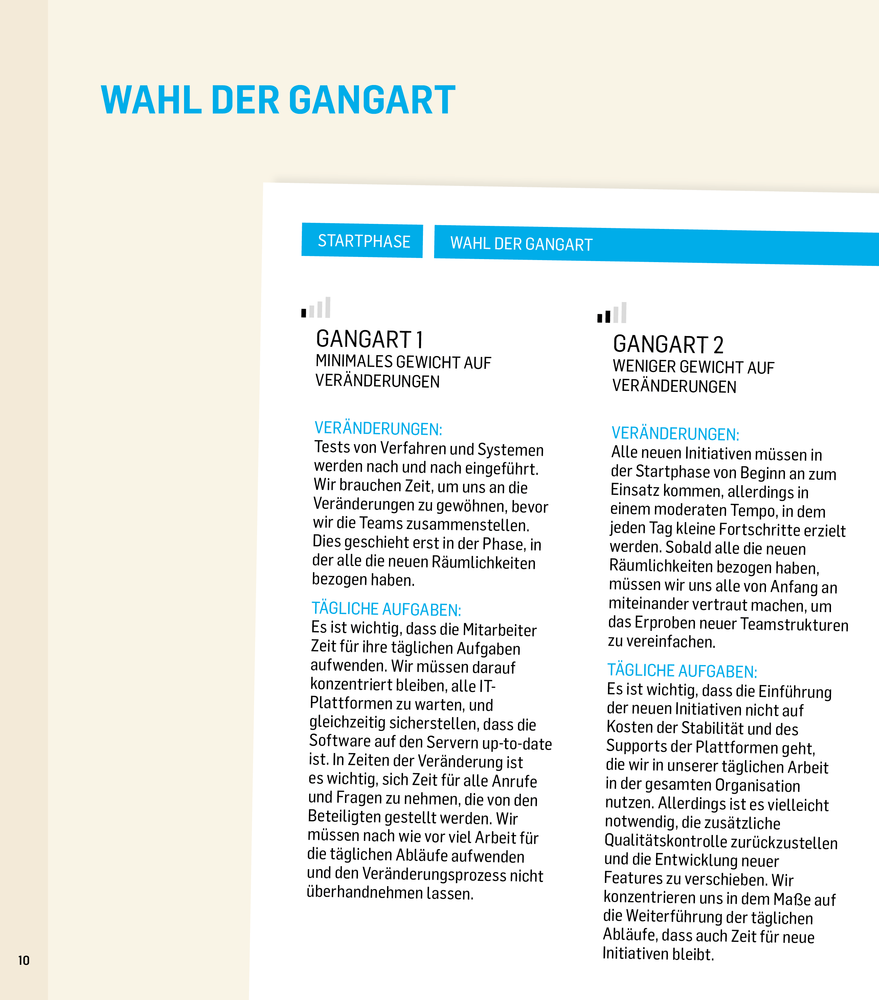 WAHL DER GANGART
STARTPHASE
WAHL DER GANGART
GANGART 1
MINIMALES GEWICHT AUF
VERÄNDERUNGEN
VERÄNDERUNGEN:
Tests von Verfahren und Systemen
werden nach und nach eingeführt.
Wir brauchen Zeit, um uns an die
Veränderungen zu gewöhnen, bevor
wir die Teams zusammenstellen.
Dies geschieht erst in der Phase, in
der alle die neuen Räumlichkeiten
bezogen haben.
TÄGLICHE AUFGABEN:
Es ist wichtig, dass die Mitarbeiter
Zeit für ihre täglichen Aufgaben
aufwenden. Wir müssen darauf
konzentriert bleiben, alle IT-
Plattformen zu warten, und
gleichzeitig sicherstellen, dass die
Software auf den Servern up-to-date
ist. In Zeiten der Veränderung ist
es wichtig, sich Zeit für alle Anrufe
und Fragen zu nehmen, die von den
Beteiligten gestellt werden. Wir
müssen nach wie vor viel Arbeit für
die täglichen Abläufe aufwenden
und den Veränderungsprozess nicht
überhandnehmen lassen.
GANGART 2
WENIGER GEWICHT AUF
VERÄNDERUNGEN
VERÄNDERUNGEN:
Alle neuen Initiativen müssen in
der Startphase von Beginn an zum
Einsatz kommen, allerdings in
einem moderaten Tempo, in dem
jeden Tag kleine Fortschritte erzielt
werden. Sobald alle die neuen
Räumlichkeiten bezogen haben,
müssen wir uns alle von Anfang an
miteinander vertraut machen, um
das Erproben neuer Teamstrukturen
zu vereinfachen.
TÄGLICHE AUFGABEN:
Es ist wichtig, dass die Einführung
der neuen Initiativen nicht auf
Kosten der Stabilität und des
Supports der Plattformen geht,
die wir in unserer täglichen Arbeit
in der gesamten Organisation
nutzen. Allerdings ist es vielleicht
notwendig, die zusätzliche
Qualitätskontrolle zurückzustellen
und die Entwicklung neuer
Features zu verschieben. Wir
konzentrieren uns in dem Maße auf
die Weiterführung der täglichen
Abläufe, dass auch Zeit für neue
Initiativen bleibt.
10